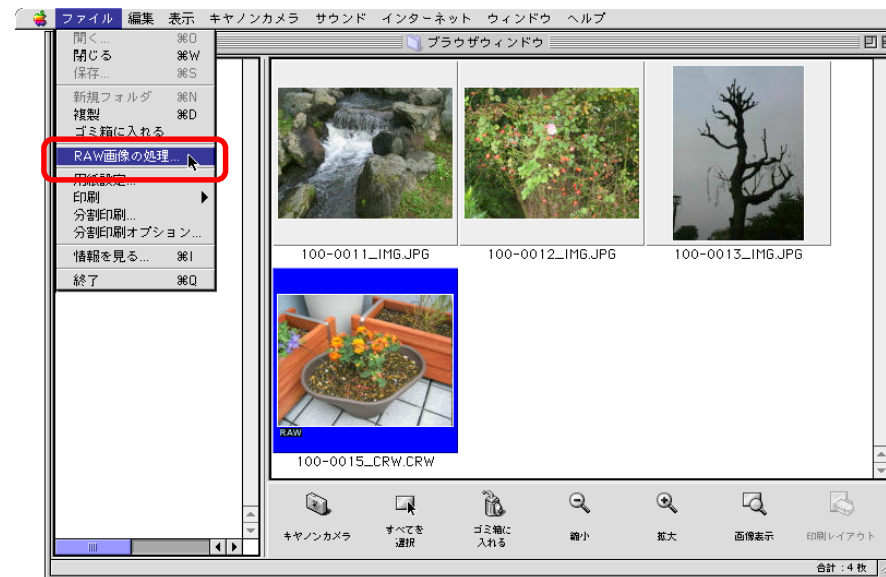 ファイル 編集 表示 キヤノンカメラ サウンド インターネット ウィンドウ ヘルプ
開く... ⌘O
閉じる ⌘W
保存... ⌘S
新規フォルダ ⌘N
複製 ⌘D
ゴミ箱に入れる
RAW画像の処理...
用紙設定...
印刷
分割印刷...
分割印刷オプション...
情報を見る... ⌘I
終了 ⌘Q
ブラウザウィンドウ
100-0011_IMG.JPG
100-0012_IMG.JPG
100-0013_IMG.JPG
RAW
100-0015_CRW.CRW
キヤノンカメラ
すべてを
選択
ゴミ箱に
入れる
縮小
拡大
画像表示
印刷レイアウト
合計：4 枚